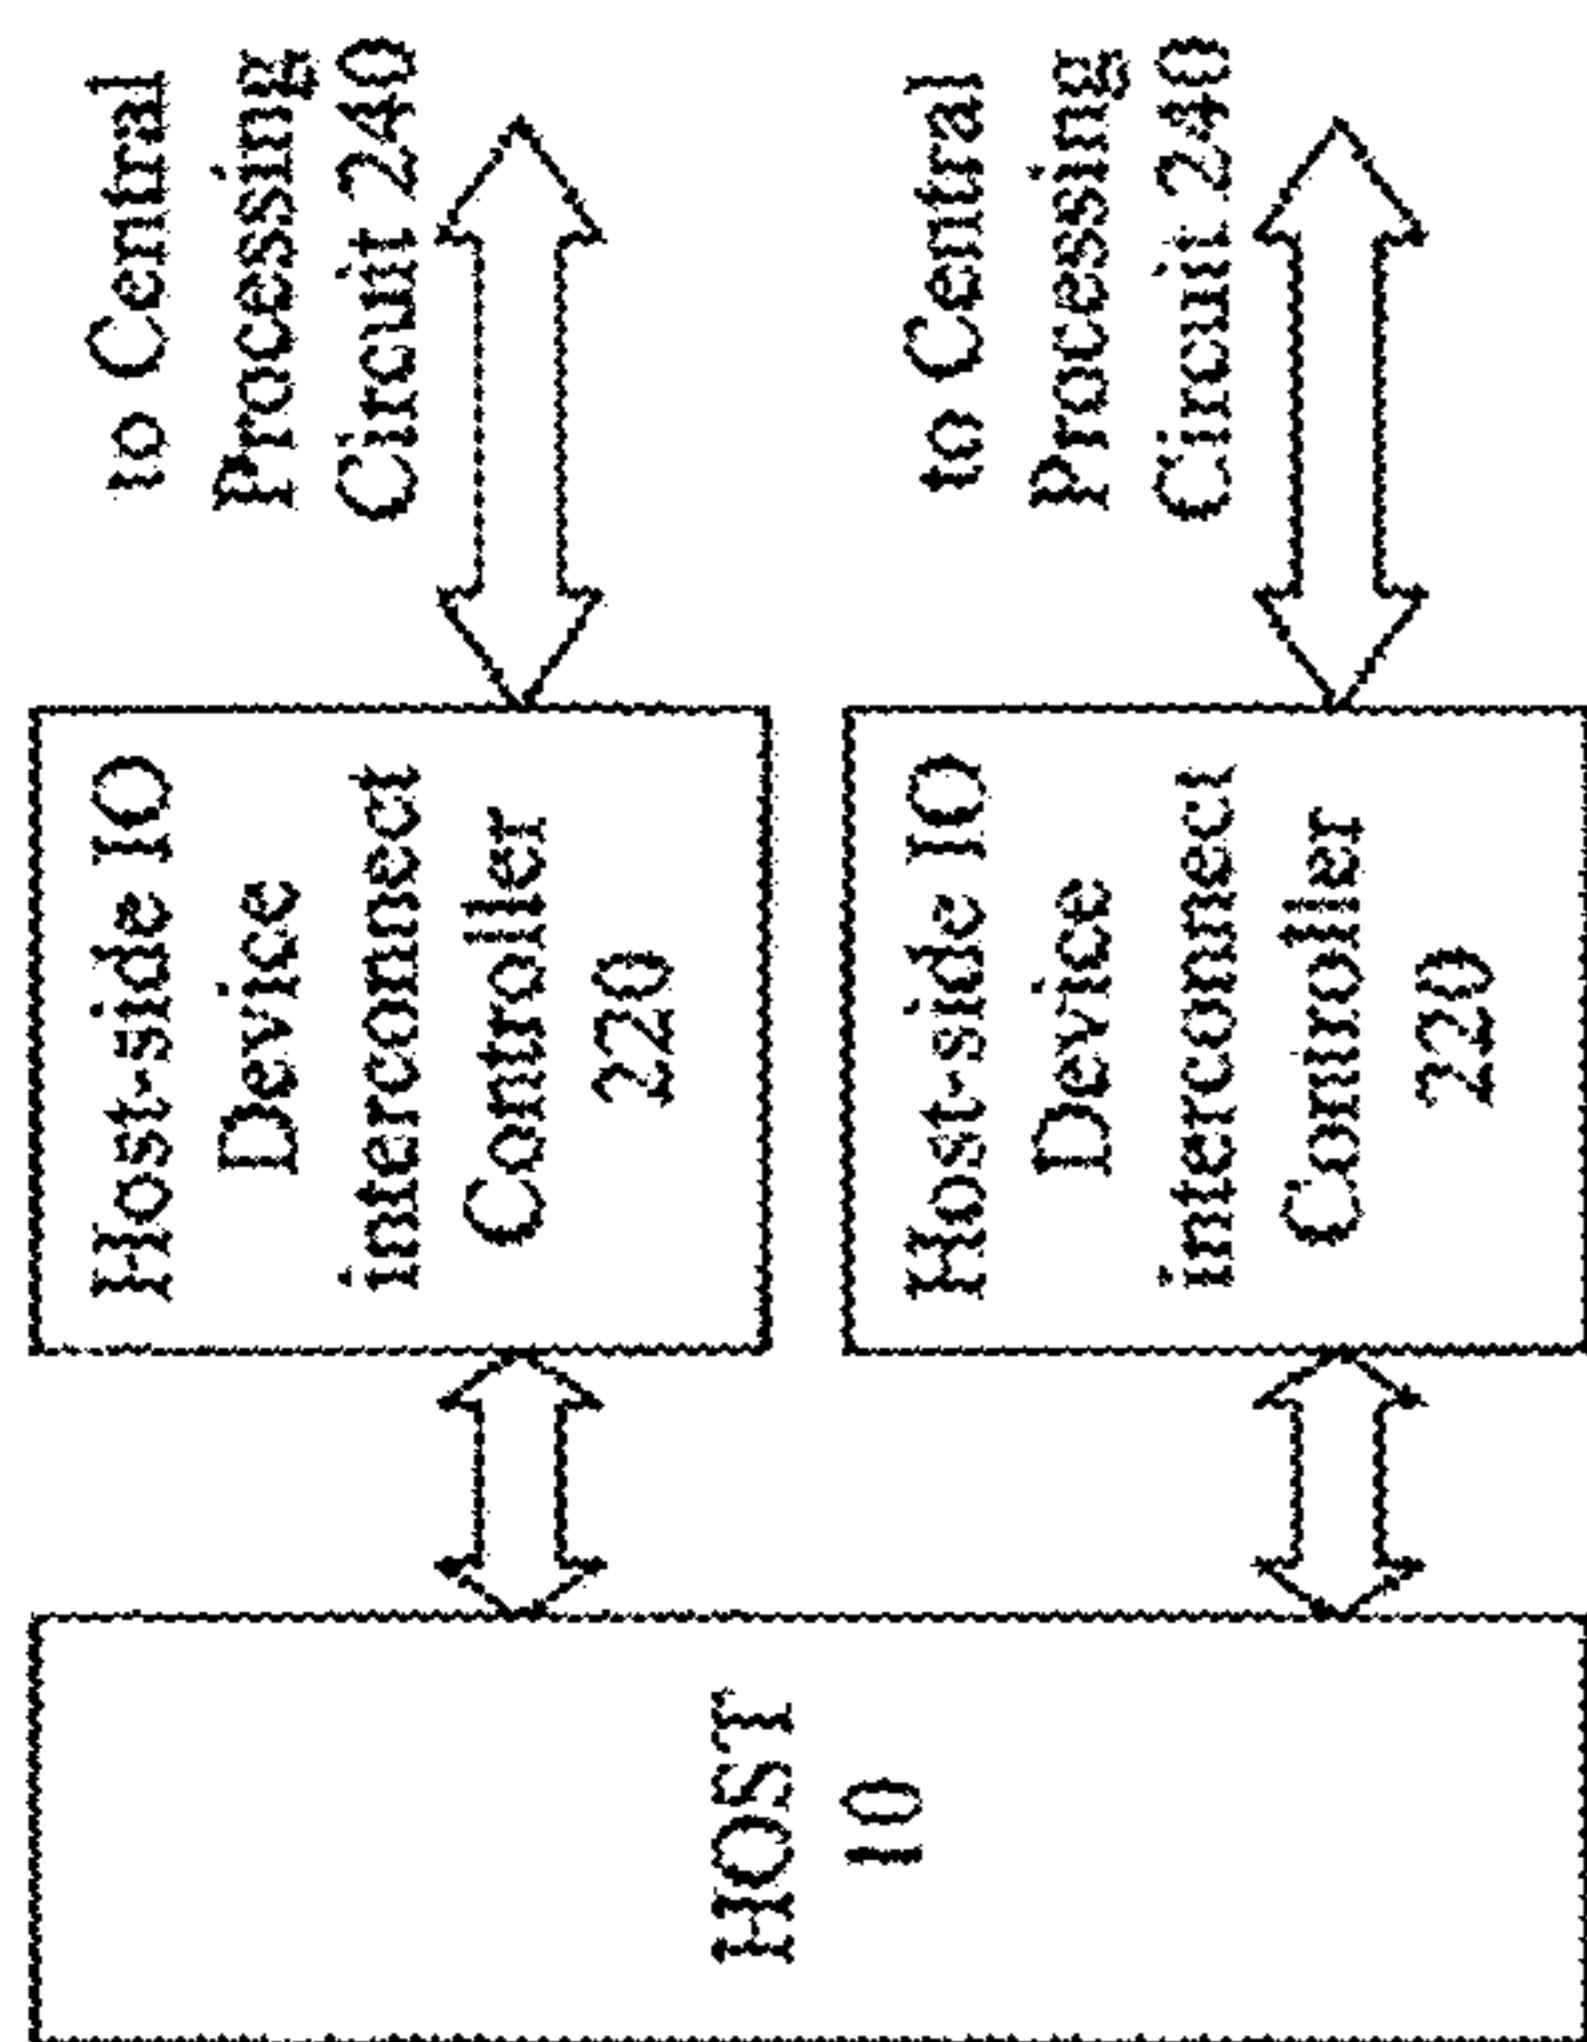 HOST
10
Host-side IO
Device
interconnect
Controller
220
to Central
Processing
Circuit 240
Host-side IO
Device
interconnect
Controller
220
to Central
Processing
Circuit 240